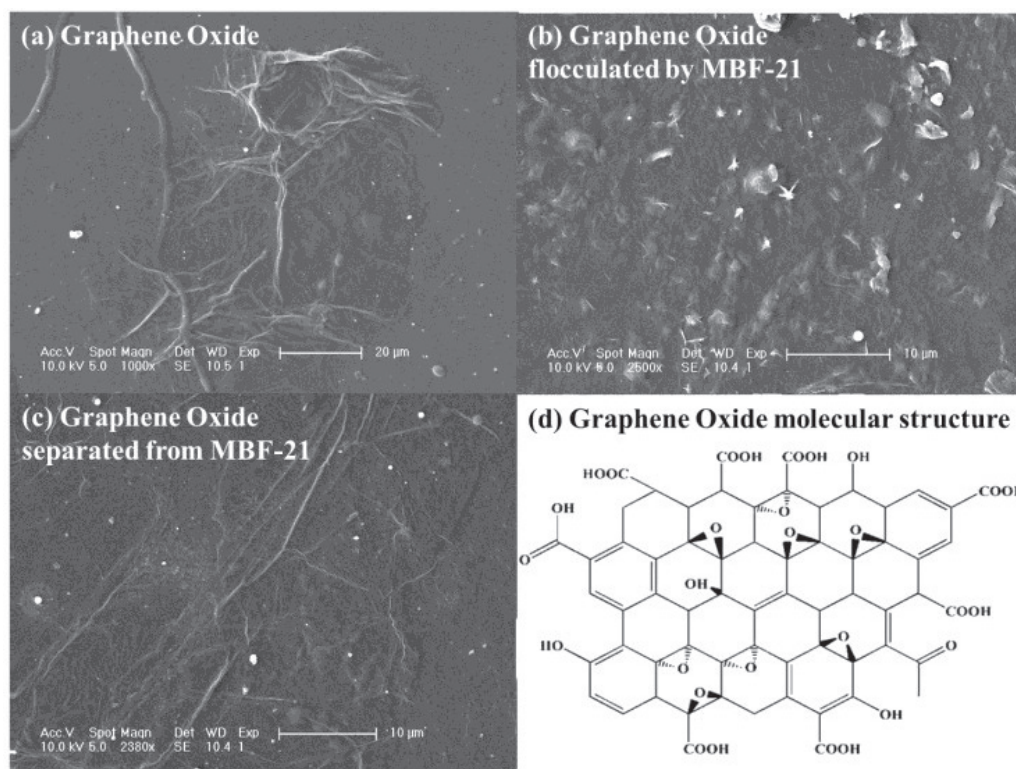 (a) Graphene Oxide
Acc.V Spot Magn Det WD Exp
10.0 kV 5.0 1000x SE 10.5 1
20 µm
(b) Graphene Oxide
flocculated by MBF-21
Acc.V Spot Magn Det WD Exp
10.0 kV 5.0 2500x SE 10.4 1
10 µm
(c) Graphene Oxide
separated from MBF-21
Acc.V Spot Magn Det WD Exp
10.0 kV 5.0 2380x SE 10.4 1
10 µm
(d) Graphene Oxide molecular structure
COOH COOH OH
HOOC COOH
O
OH
O O O
O
OH
COOH
HO O O
O O
O
OH
COOH COOH